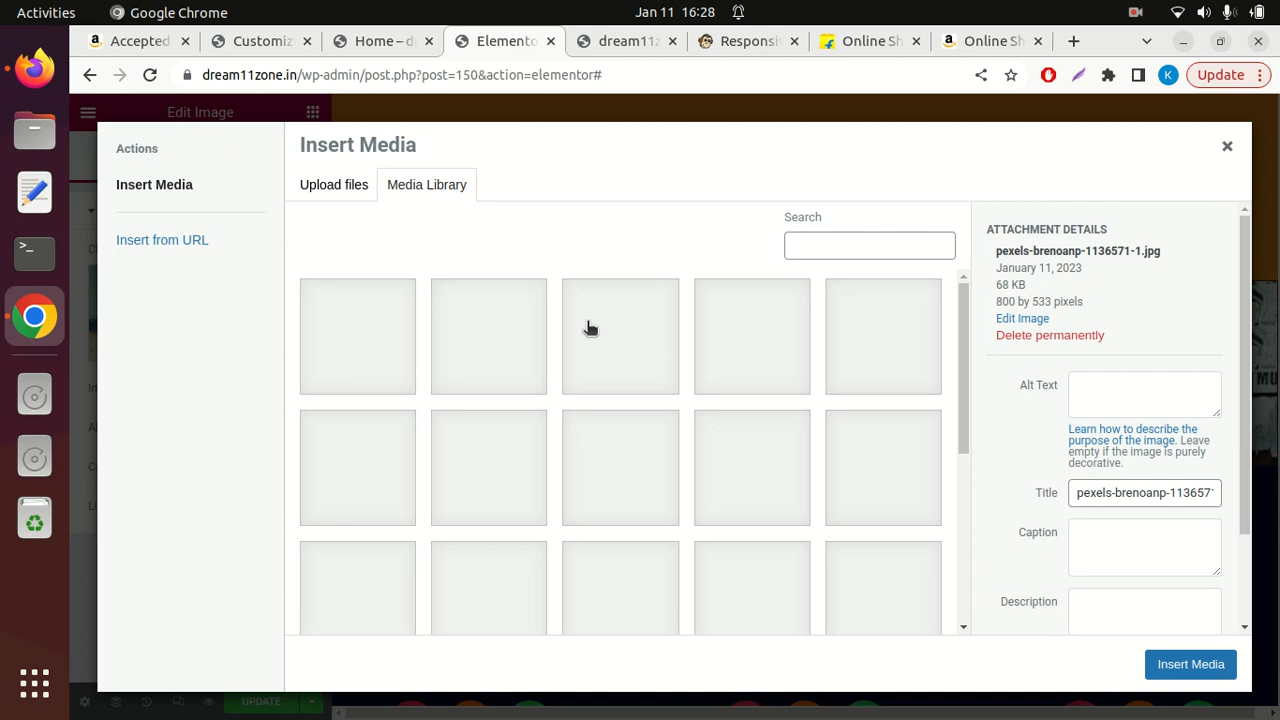 Activities
Google Chrome
Jan 11 16:28
Accepted
Customiz
Home – d
Elemento
dream11z
Responsi
Online Sh
Online Sh
dream11zone.in/wp-admin/post.php?post=150&action=elementor#
K
Update
Edit Image
Actions
Insert Media
Insert from URL
Insert Media
Upload files
Media Library
Search
ATTACHMENT DETAILS
pexels-brenoanp-1136571-1.jpg
January 11, 2023
68 KB
800 by 533 pixels
Edit Image
Delete permanently
Alt Text
Learn how to describe the
purpose of the image. Leave
empty if the image is purely
decorative.
Title
pexels-brenoanp-113657
Caption
Description
Insert Media
UPDATE